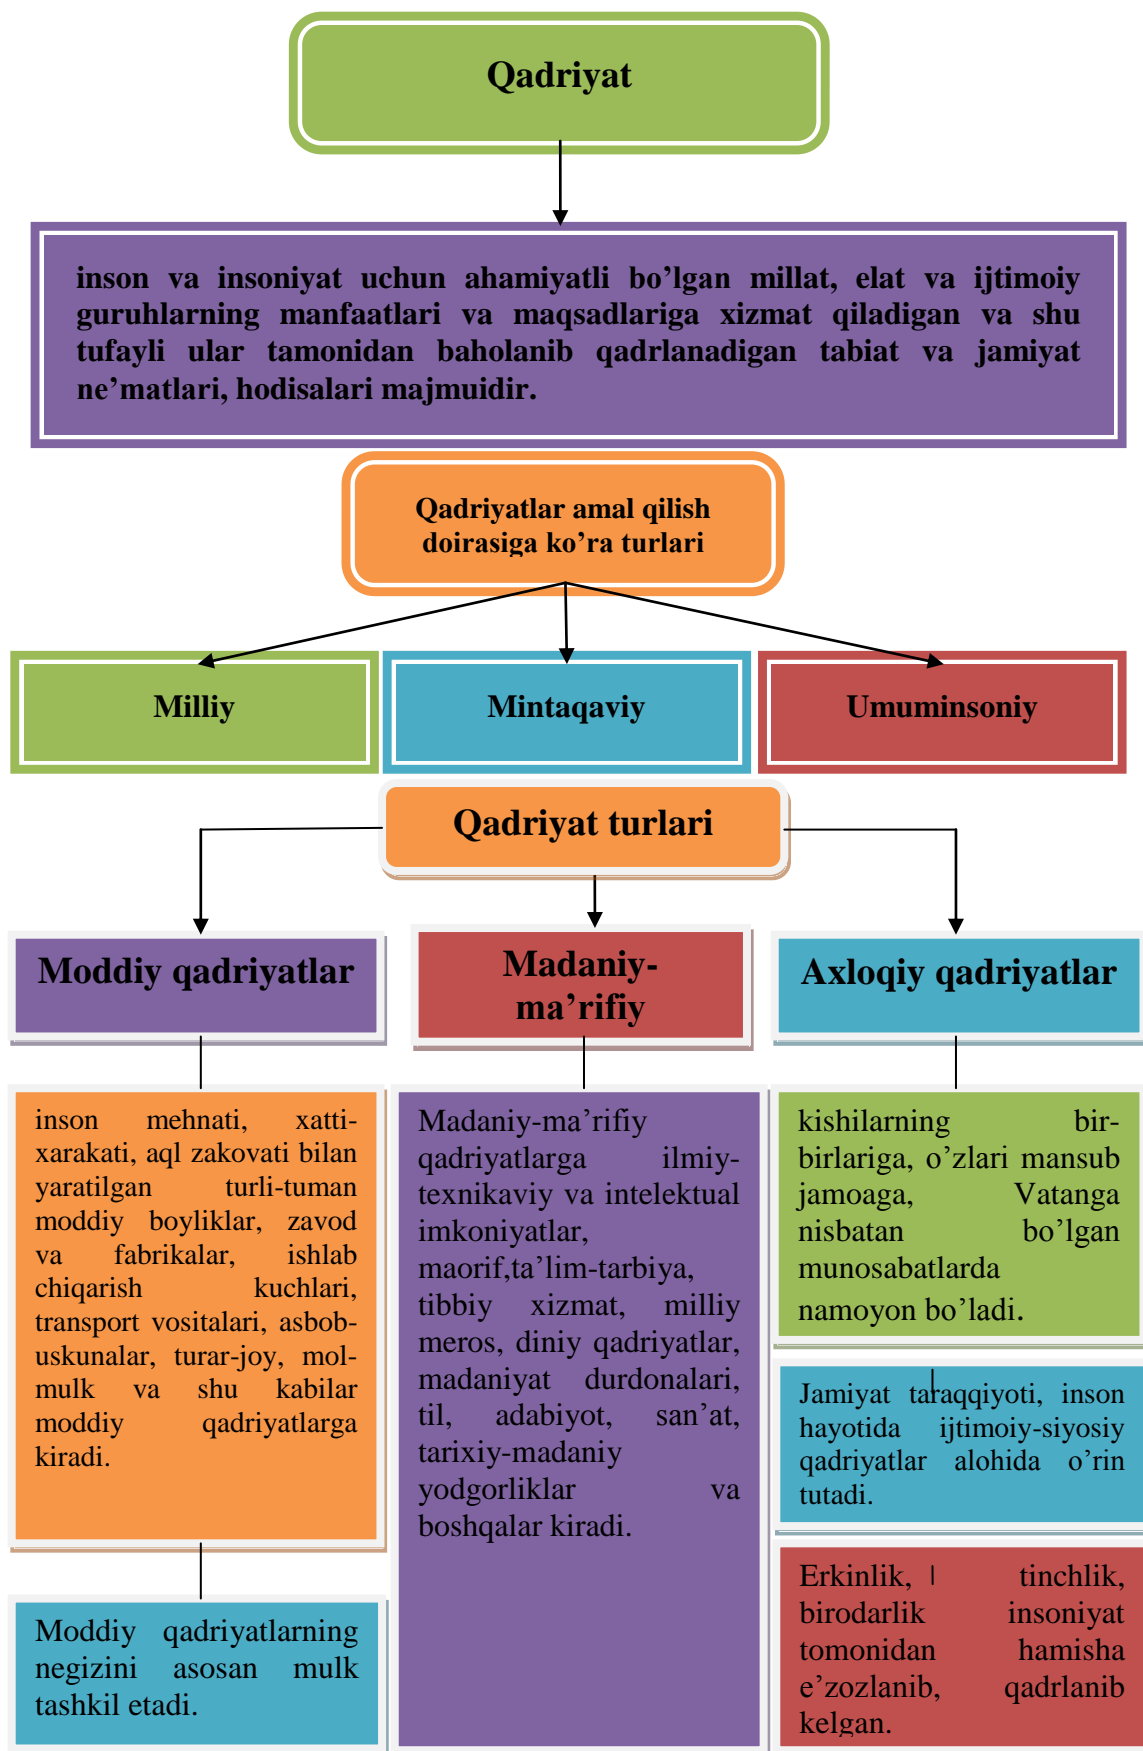 Qadriyat
inson va insoniyat uchun ahamiyatli bo’lgan millat, elat va ijtimoiy
guruhlarning manfaatlari va maqsadlariga xizmat qiladigan va shu
tufayli ular tamonidan baholanib qadrlanadigan tabiat va jamiyat
ne’matlari, hodisalari majmuidir.
Qadriyatlar amal qilish
doirasiga ko’ra turlari
Milliy
Mintaqaviy
Umuminsoniy
Qadriyat turlari
Moddiy qadriyatlar
Madaniy-
ma’rifiy
Axloqiy qadriyatlar
inson mehnati, xatti-
xarakati, aql zakovati bilan
yaratilgan turli-tuman
moddiy boyliklar, zavod
va fabrikalar, ishlab
chiqarish kuchlari,
transport vositalari, asbob-
uskunalar, turar-joy, mol-
mulk va shu kabilar
moddiy qadriyatlarga
kiradi.
Moddiy qadriyatlarning
negizini asosan mulk
tashkil etadi.
Madaniy-ma’rifiy
qadriyatlarga ilmiy-
texnikaviy va intelektual
imkoniyatlar,
maorif,ta’lim-tarbiya,
tibbiy xizmat, milliy
meros, diniy qadriyatlar,
madaniyat durdonalari,
til, adabiyot, san’at,
tarixiy-madaniy
yodgorliklar va
boshqalar kiradi.
kishilarning bir-
birlariga, o’zlari mansub
jamoaga, Vatanga
nisbatan bo’lgan
munosabatlarda
namoyon bo’ladi.
Jamiyat taraqqiyoti, inson
hayotida ijtimoiy-siyosiy
qadriyatlar alohida o’rin
tutadi.
Erkinlik, tinchlik,
birodarlik insoniyat
tomonidan hamisha
e’zozlanib, qadrlanib
kelgan.